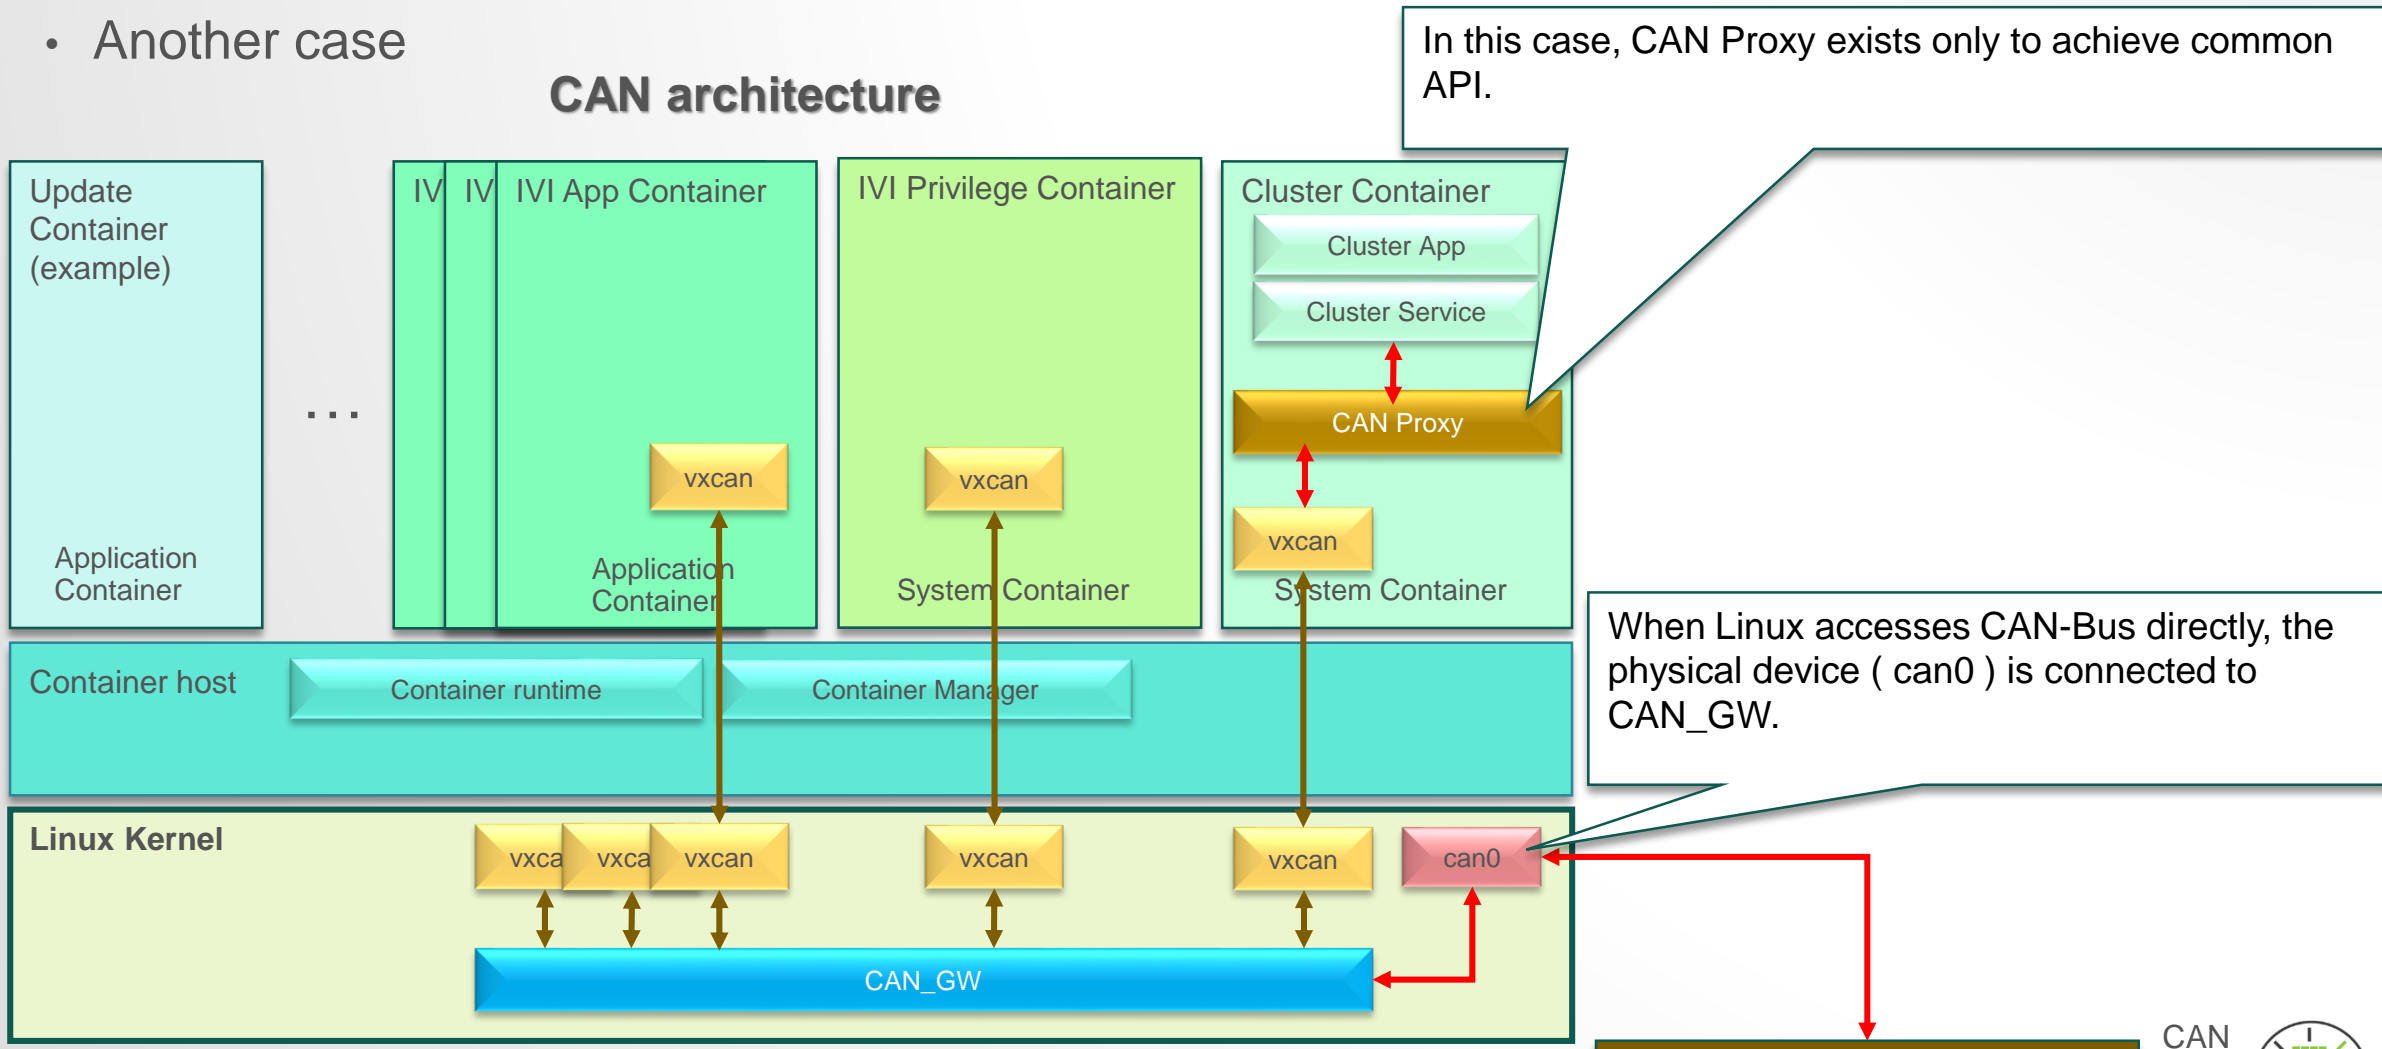 • Another case
CAN architecture
In this case, CAN Proxy exists only to achieve common
API.
Update
Container
(example)
Application
Container
...
IV
IV
IVI App Container
vxcan
Application
Container
IVI Privilege Container
vxcan
System Container
Cluster Container
Cluster App
Cluster Service
CAN Proxy
vxcan
System Container
When Linux accesses CAN-Bus directly, the
physical device ( can0 ) is connected to
CAN_GW.
Container host
Container runtime
Container Manager
Linux Kernel
vxca
vxca
vxcan
vxcan
vxcan
can0
CAN_GW
CAN